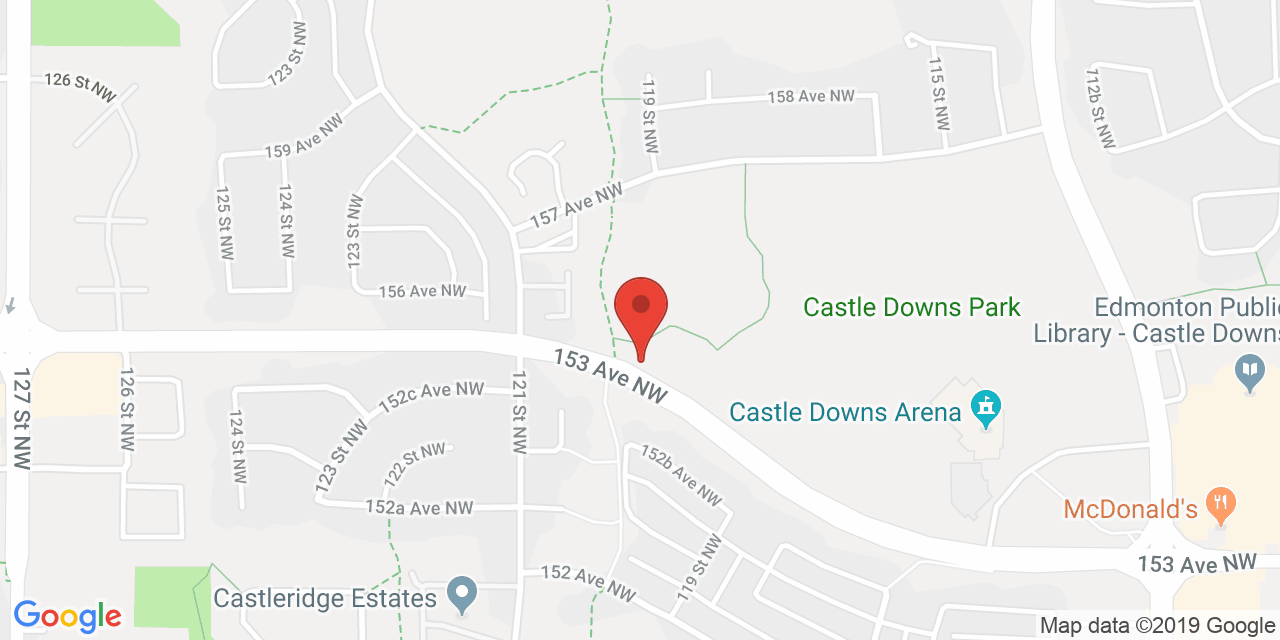 126 St NW
123 St NW
119 St NW
158 Ave NW
115 St NW
112b St NW
159 Ave NW
125 St NW
124 St NW
123 St NW
157 Ave NW
156 Ave NW
Castle Downs Park
Edmonton Public
Library - Castle Downs
153 Ave NW
127 St NW
126 St NW
124 St NW
123 St NW
152c Ave NW
122 St NW
121 St NW
152a Ave NW
Castle Downs Arena
152b Ave NW
McDonald's
119 St NW
152 Ave NW
153 Ave NW
Castleridge Estates
Google
Map data ©2019 Google